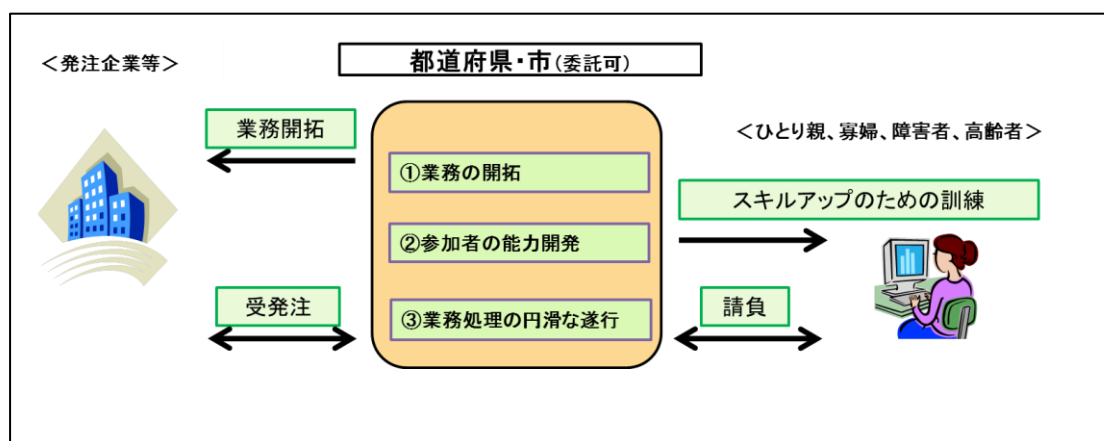 ＜発注企業等＞
都道府県・市（委託可）
業務開拓
＜ひとり親、寡婦、障害者、高齢者＞
①業務の開拓
スキルアップのための訓練
②参加者の能力開発
受発注
③業務処理の円滑な遂行
請負